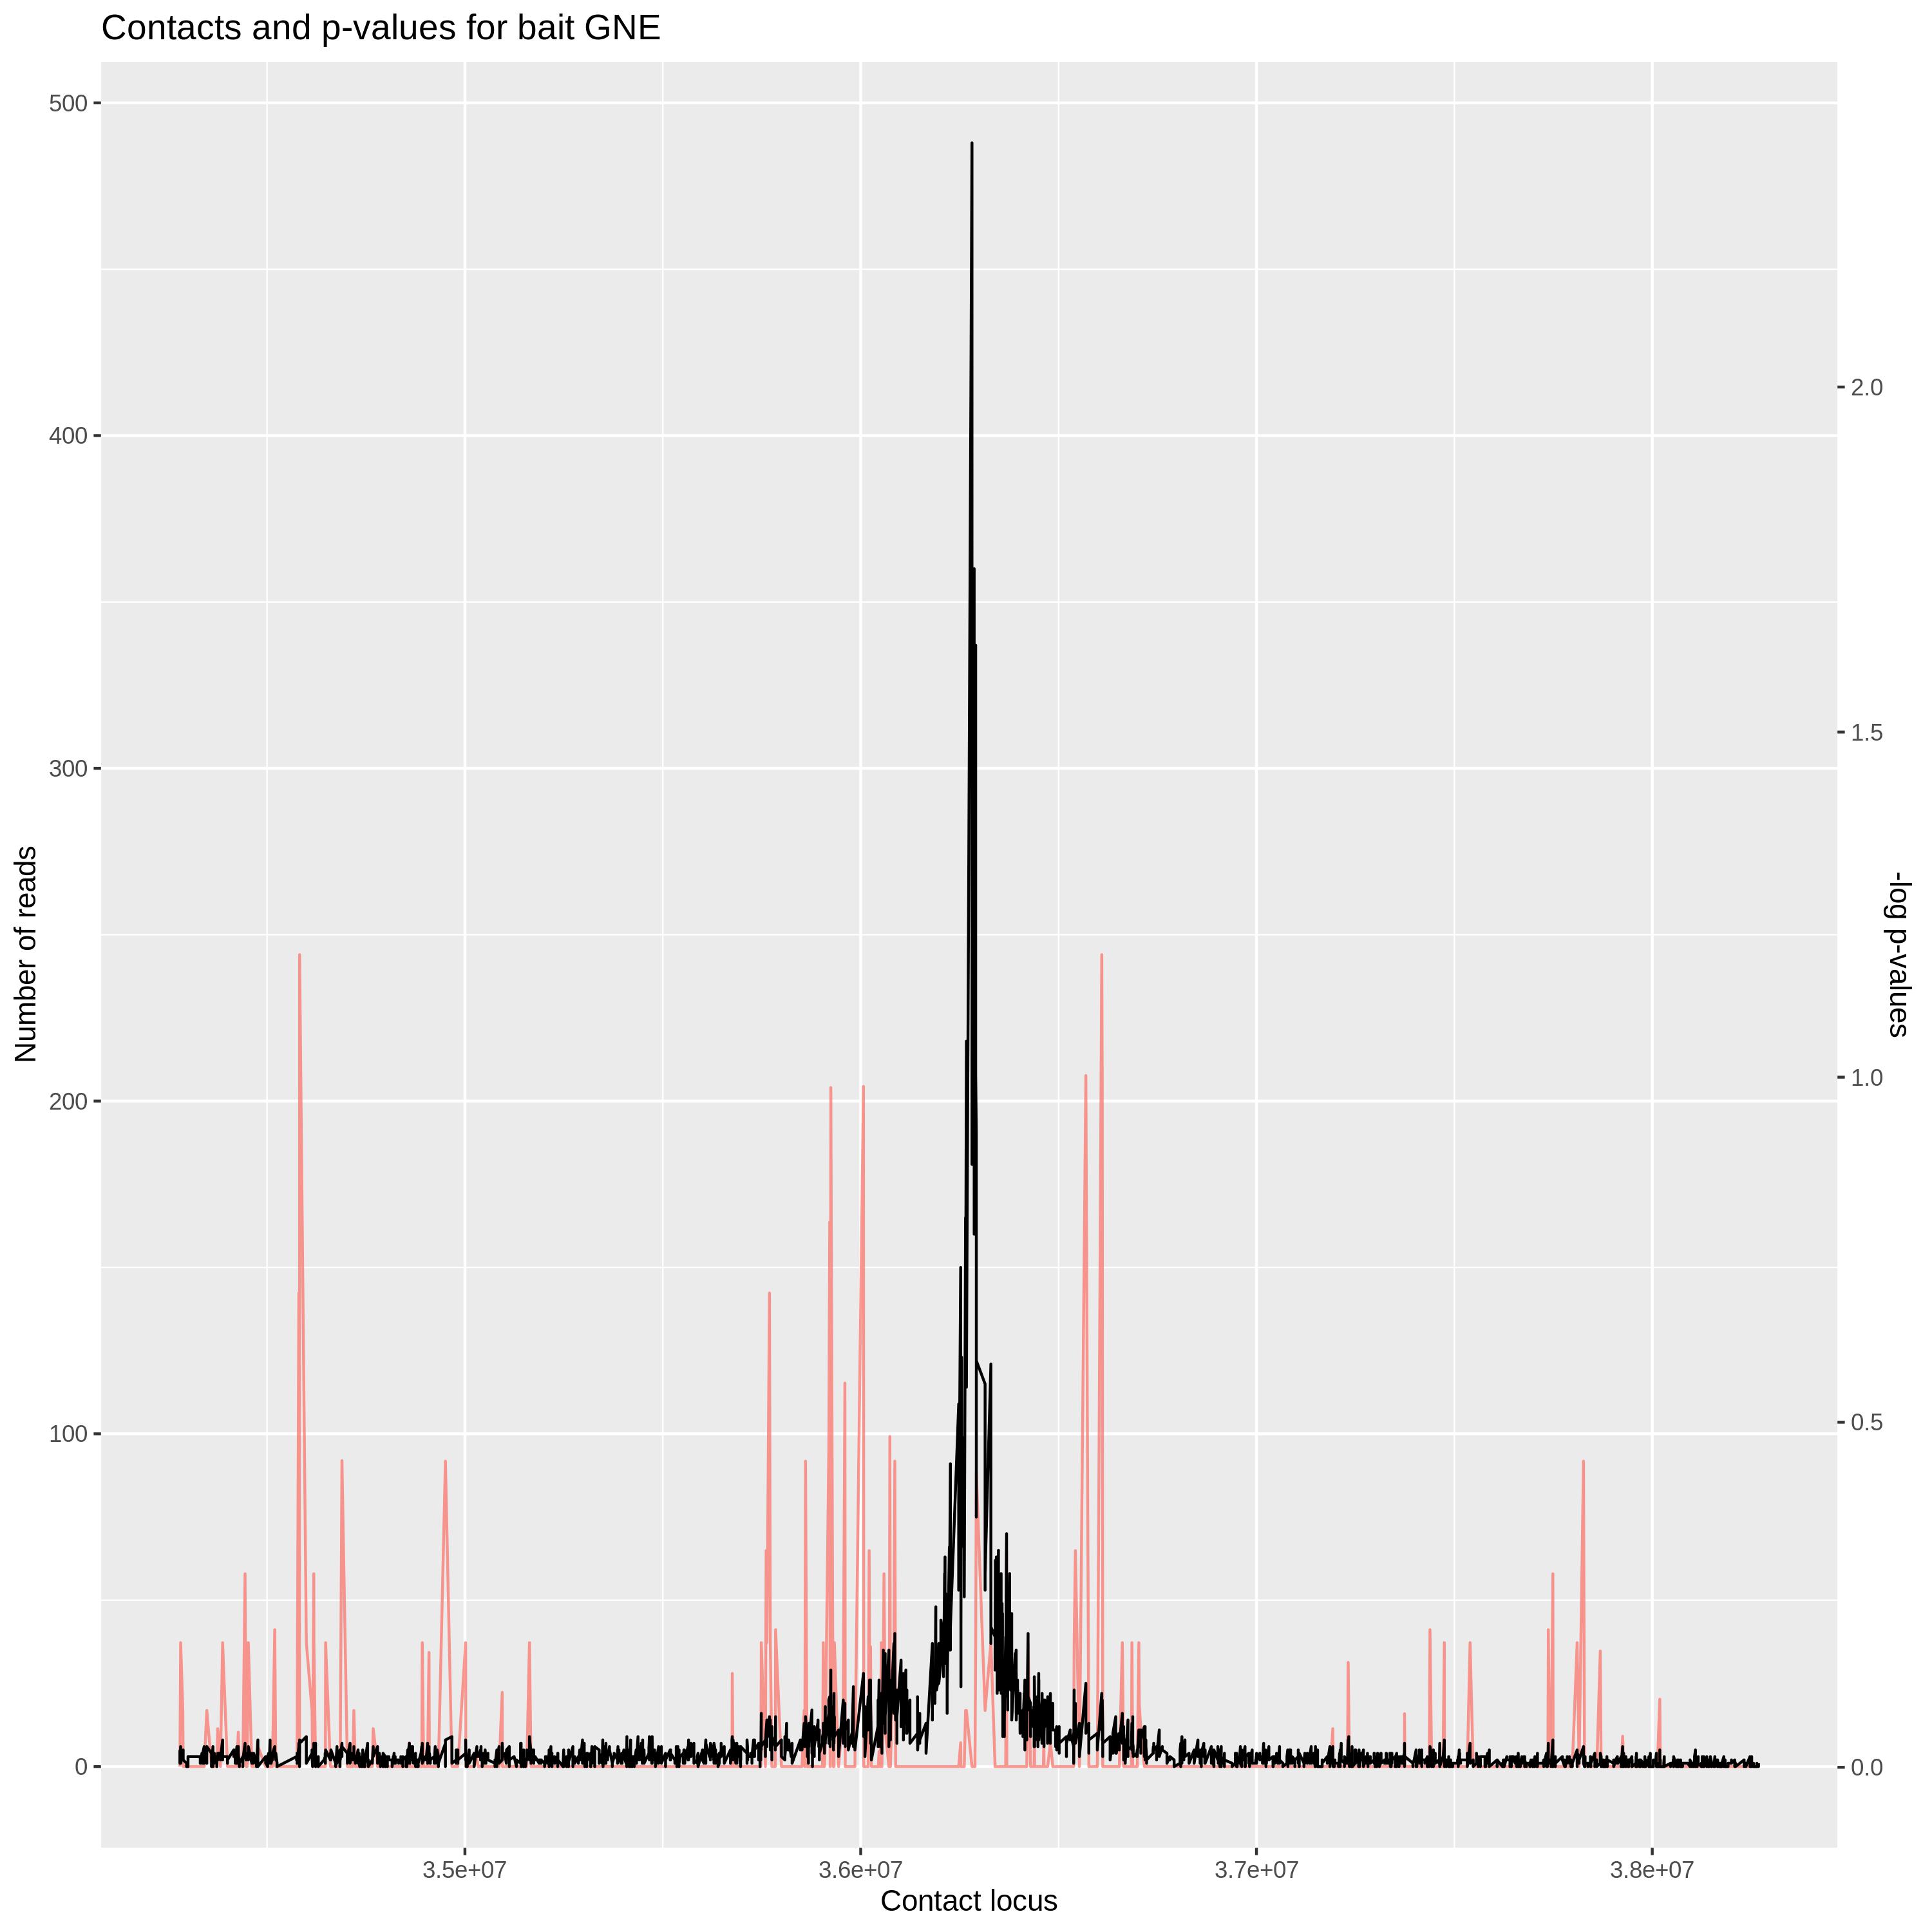 Contacts and p-values for bait GNE
500
400
300
200
100
0
Number of reads
2.0
1.5
1.0
0.5
0.0
-log p-values
3.5e+07
3.6e+07
3.7e+07
3.8e+07
Contact locus